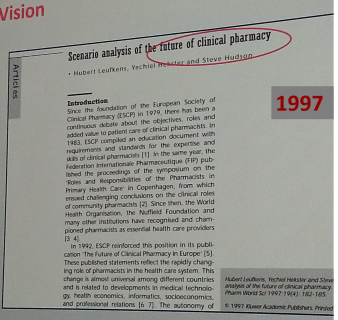 Vision
Scenario analysis of the future of clinical pharmacy
• Hubert Leufkens, Yechiel Hekster and Steve Hudson
Articles
1997
Introduction
Since the foundation of the European Society of
Clinical Pharmacy (ESCP) in 1979, there has been a
continuous debate about the objectives, roles and
added value to patient care of clinical pharmacists. In
1983, ESCP compiled an education document with
requirements and standards for the expertise and
skills of clinical pharmacists [1]. In the same year, the
Federation Internationale Pharmaceutique (FIP) pub-
lished the proceedings of the symposium on the
'Roles and Responsibilities of the Pharmacists in
Primary Health Care' in Copenhagen, from which
ensued challenging conclusions on the clinical roles
of community pharmacists [2]. Since then, the World
Health Organisation, the Nuffield Foundation and
many other institutions have recognised and cham-
pioned pharmacists as essential health care providers
[3 4].
In 1992, ESCP reinforced this position in its publi-
cation 'The Future of Clinical Pharmacy in Europe' [5].
These published statements reflect the rapidly chang-
ing role of pharmacists in the health care system. This
change is almost universal among different countries
and is related to developments in medical technolo-
gy, health economics, informatics, socioeconomics,
and professional relations [6 7]. The autonomy of
Hubert Leufkens, Yechiel Hekster and Steve
analysis of the future of clinical pharmacy.
Pharm World Sci 1997;19(4): 182-185.
© 1997 Kluwer Academic Publishers. Printed